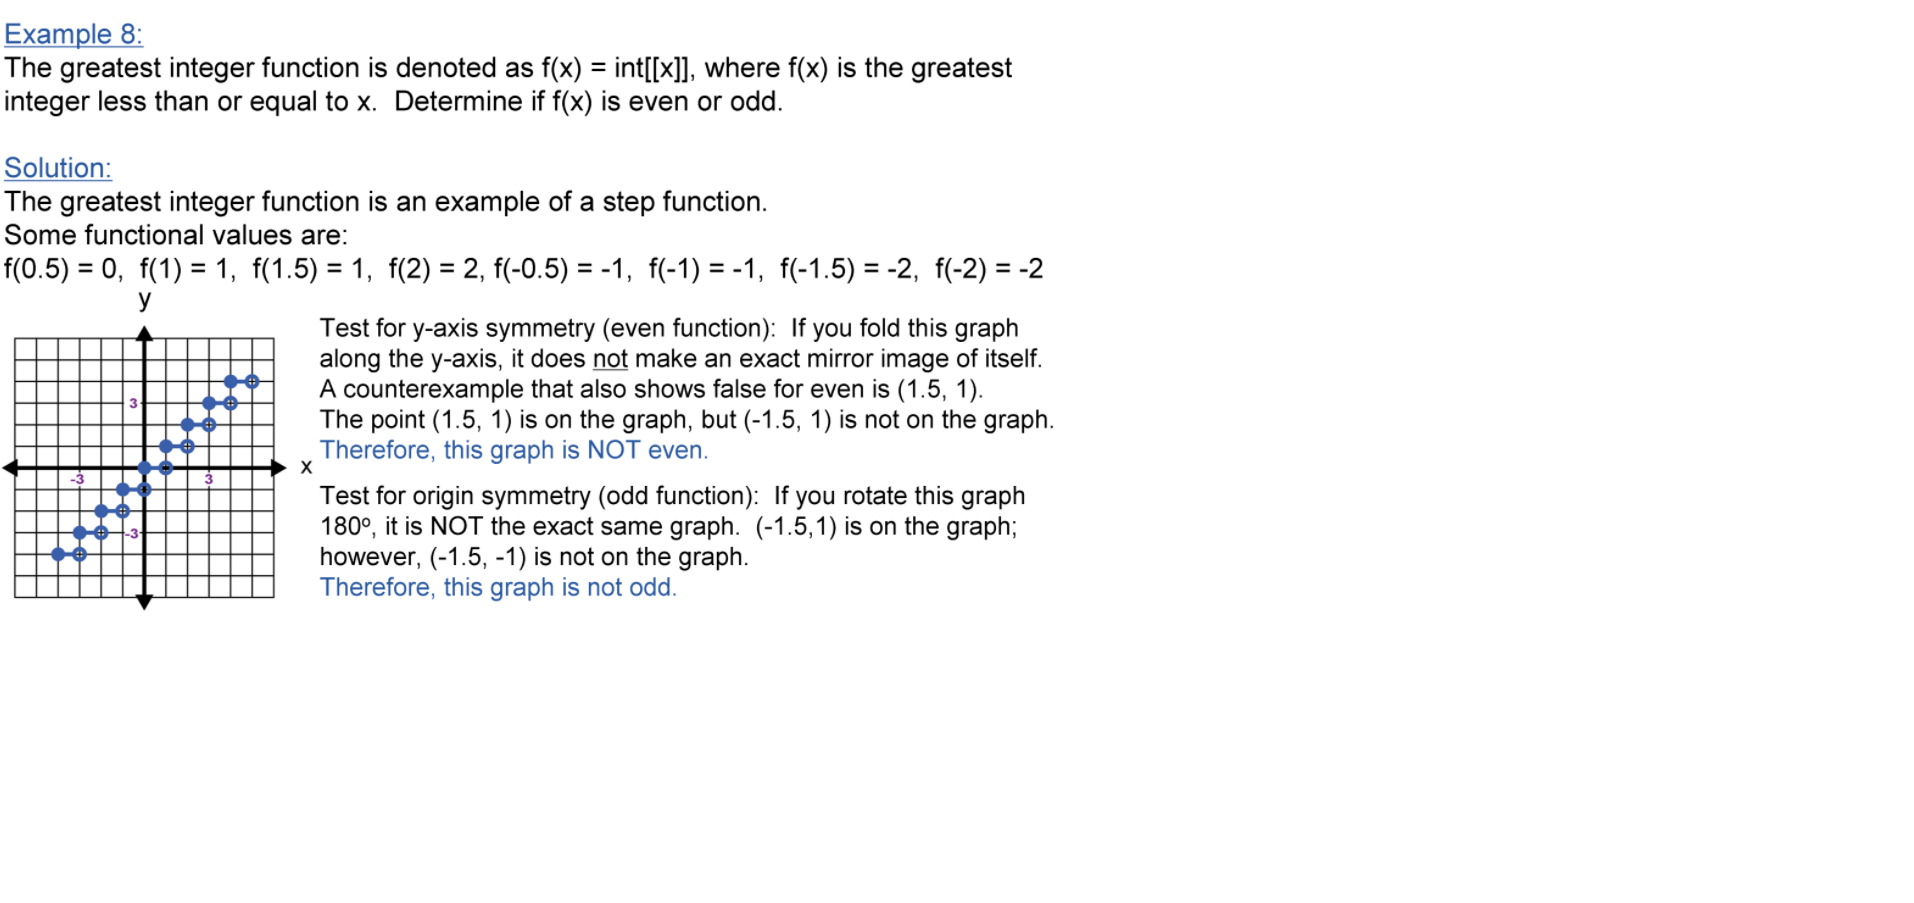 Example 8:
The greatest integer function is denoted as f(x) = int[[x]], where f(x) is the greatest
integer less than or equal to x.  Determine if f(x) is even or odd.
Solution:
The greatest integer function is an example of a step function.
Some functional values are:
f(0.5) = 0,  f(1) = 1,  f(1.5) = 1,  f(2) = 2, f(-0.5) = -1,  f(-1) = -1,  f(-1.5) = -2,  f(-2) = -2
y
3
-3
3
x
-3
Test for y-axis symmetry (even function):  If you fold this graph
along the y-axis, it does not make an exact mirror image of itself.
A counterexample that also shows false for even is (1.5, 1).
The point (1.5, 1) is on the graph, but (-1.5, 1) is not on the graph.
Therefore, this graph is NOT even.
Test for origin symmetry (odd function):  If you rotate this graph
180º, it is NOT the exact same graph.  (-1.5,1) is on the graph;
however, (-1.5, -1) is not on the graph.
Therefore, this graph is not odd.